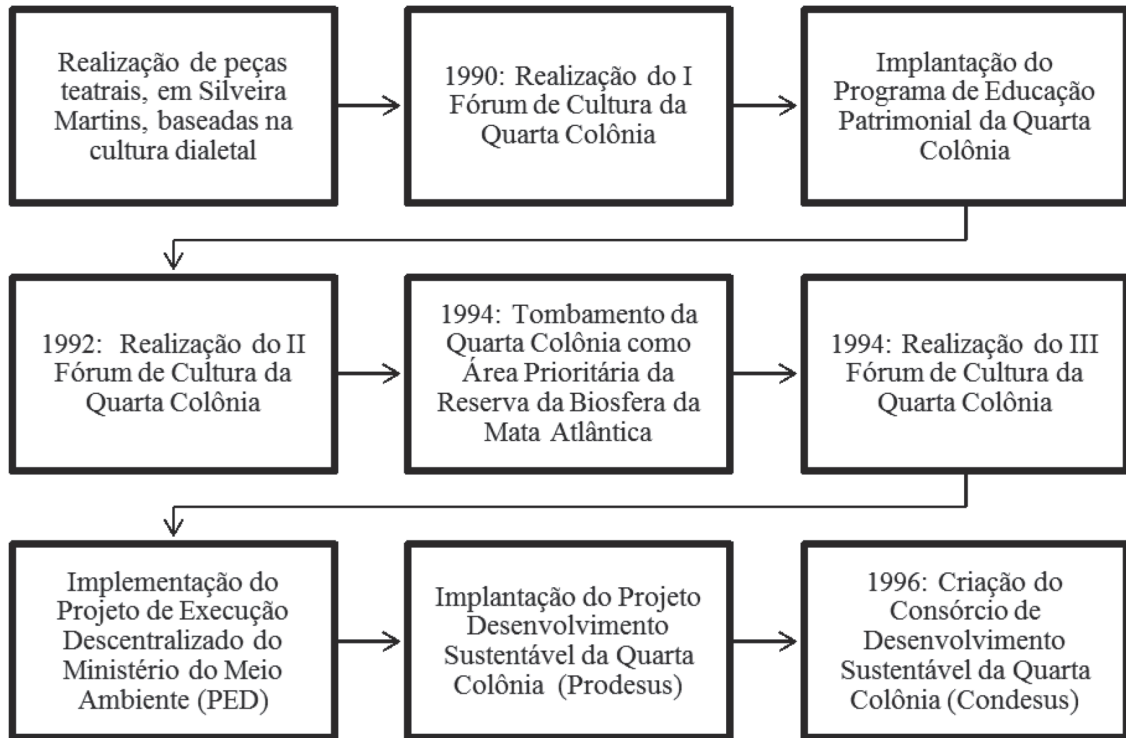 Realização de peças
teatrais, em Silveira
Martins, baseadas na
cultura dialetal
1990: Realização do I
Fórum de Cultura da
Quarta Colônia
Implantação do
Programa de Educação
Patrimonial da Quarta
Colônia
1992: Realização do II
Fórum de Cultura da
Quarta Colônia
1994: Tombamento da
Quarta Colônia como
Área Prioritária da
Reserva da Biosfera da
Mata Atlântica
1994: Realização do III
Fórum de Cultura da
Quarta Colônia
Implementação do
Projeto de Execução
Descentralizado do
Ministério do Meio
Ambiente (PED)
Implantação do Projeto
Desenvolvimento
Sustentável da Quarta
Colônia (Prodesus)
1996: Criação do
Consórcio de
Desenvolvimento
Sustentável da Quarta
Colônia (Condesus)